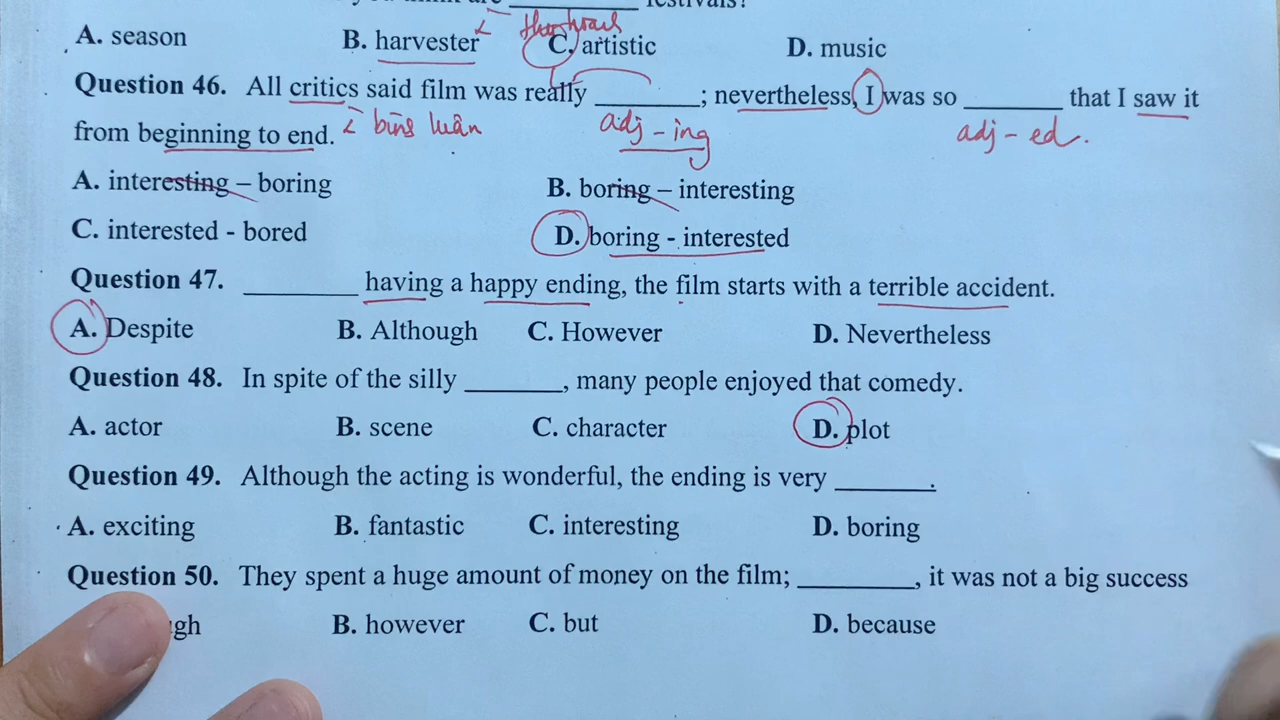 festivals?
A. season B. harvester C. artistic D. music
Question 46. All critics said film was really ________; nevertheless, I was so ________ that I saw it
from beginning to end. bình luận adj - ing adj - ed.
A. interesting – boring B. boring – interesting
C. interested - bored D. boring - interested
Question 47. ________ having a happy ending, the film starts with a terrible accident.
A. Despite B. Although C. However D. Nevertheless
Question 48. In spite of the silly ________, many people enjoyed that comedy.
A. actor B. scene C. character D. plot
Question 49. Although the acting is wonderful, the ending is very ________.
A. exciting B. fantastic C. interesting D. boring
Question 50. They spent a huge amount of money on the film; ________, it was not a big success
B. however C. but D. because